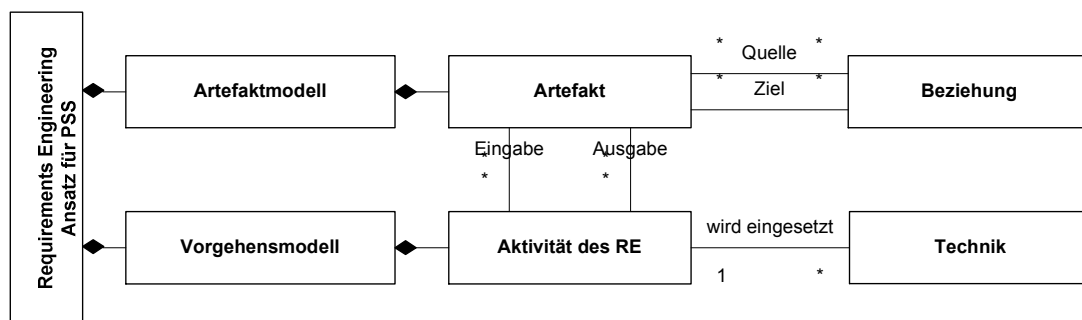 Requirements Engineering
Ansatz für PSS
Artefaktmodell
Artefakt
* Quelle *
* Ziel *
Beziehung
Eingabe
Ausgabe
* *
* *
Vorgehensmodell
Aktivität des RE
wird eingesetzt
1 *
Technik